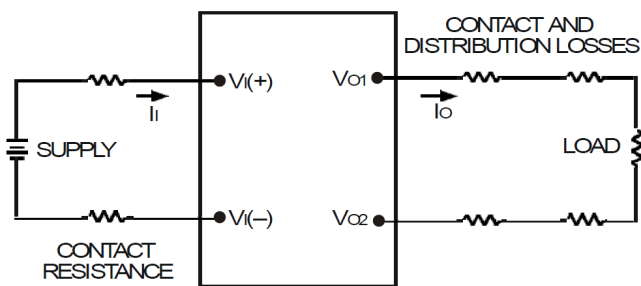 CONTACT AND
DISTRIBUTION LOSSES
VI(+)
VO1
II
IO
SUPPLY
LOAD
VI(–)
VO2
CONTACT
RESISTANCE